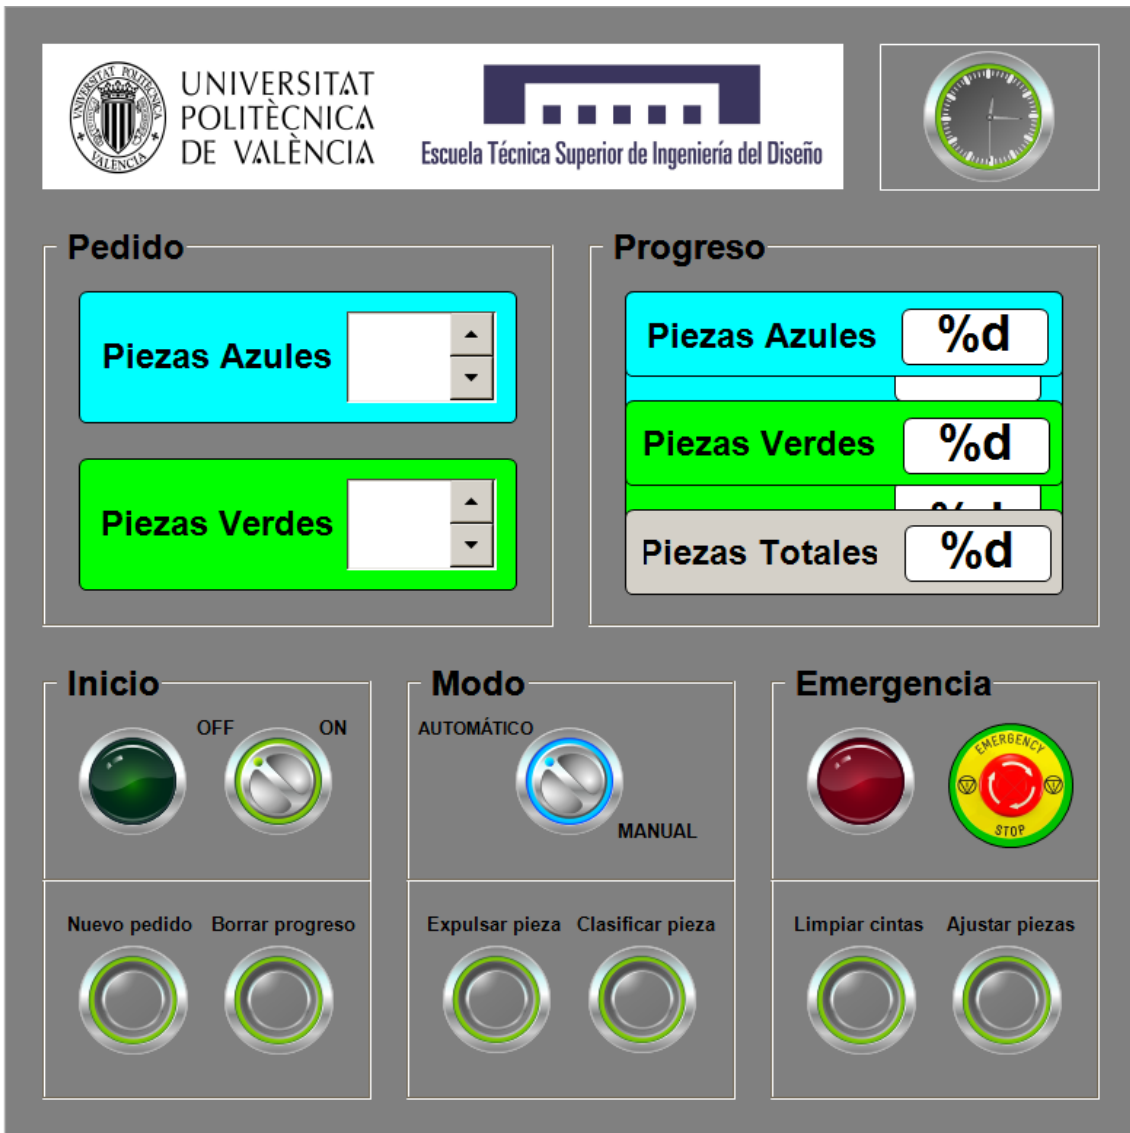 UNIVERSITAT
POLITÈCNICA
DE VALÈNCIA
Escuela Técnica Superior de Ingeniería del Diseño
Pedido
Progreso
Piezas Azules
Piezas Verdes
Piezas Azules %d
Piezas Verdes %d
Piezas Totales %d
Inicio
OFF ON
Modo
AUTOMÁTICO
MANUAL
Emergencia
EMERGENCY
STOP
Nuevo pedido Borrar progreso
Expulsar pieza Clasificar pieza
Limpiar cintas Ajustar piezas